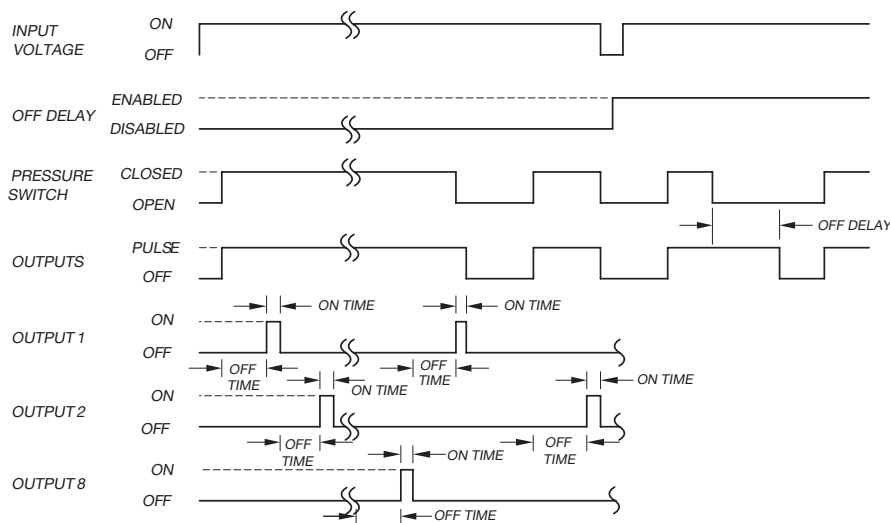 INPUT VOLTAGE
ON
OFF
OFF DELAY
ENABLED
DISABLED
PRESSURE SWITCH
CLOSED
OPEN
OFF DELAY
OUTPUTS
PULSE
OFF
ON TIME
ON TIME
OUTPUT 1
ON
OFF
OFF TIME
ON TIME
OFF TIME
ON TIME
OUTPUT 2
ON
OFF
OFF TIME
OFF TIME
OUTPUT 8
ON
OFF
ON TIME
OFF TIME